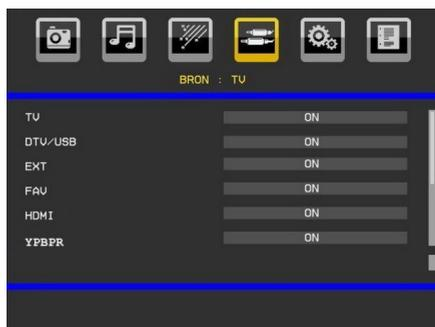 BRON : TV
TV ON
DTV/USB ON
EXT ON
FAV ON
HDMI ON
YPBPR ON